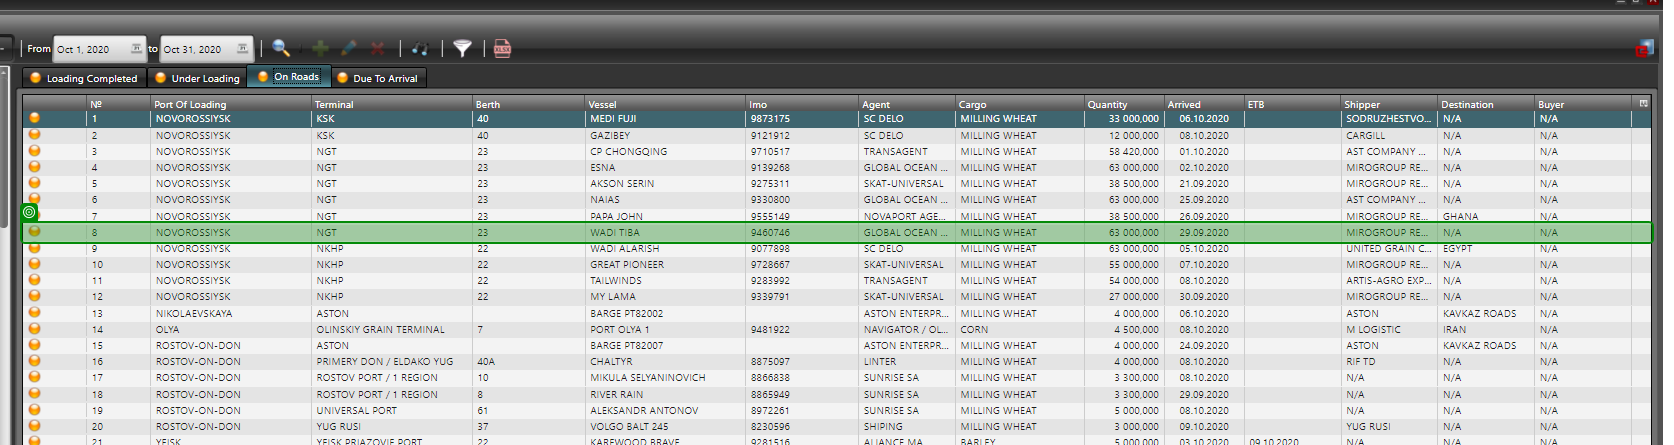 From Oct 1, 2020 to Oct 31, 2020 XLSX
Loading Completed Under Loading On Roads Due To Arrival
№ Port Of Loading Terminal Berth Vessel Imo Agent Cargo Quantity Arrived ETB Shipper Destination Buyer
1 NOVOROSSIYSK KSK 40 MEDI FUJI 9873175 SC DELO MILLING WHEAT 33 000,000 06.10.2020 SODRUZHESTVO... N/A N/A
2 NOVOROSSIYSK KSK 40 GAZIBEY 9121912 SC DELO MILLING WHEAT 12 000,000 08.10.2020 CARGILL N/A N/A
3 NOVOROSSIYSK NGT 23 CP CHONGQING 9710517 TRANSAGENT MILLING WHEAT 58 420,000 01.10.2020 AST COMPANY ... N/A N/A
4 NOVOROSSIYSK NGT 23 ESNA 9139268 GLOBAL OCEAN ... MILLING WHEAT 63 000,000 02.10.2020 MIROGROUP RE... N/A N/A
5 NOVOROSSIYSK NGT 23 AKSON SERIN 9275311 SKAT-UNIVERSAL MILLING WHEAT 38 500,000 21.09.2020 MIROGROUP RE... N/A N/A
6 NOVOROSSIYSK NGT 23 NAIAS 9330800 GLOBAL OCEAN ... MILLING WHEAT 63 000,000 25.09.2020 AST COMPANY ... N/A N/A
7 NOVOROSSIYSK NGT 23 PAPA JOHN 9555149 NOVAPORT AGE... MILLING WHEAT 38 500,000 26.09.2020 MIROGROUP RE... GHANA N/A
8 NOVOROSSIYSK NGT 23 WADI TIBA 9460746 GLOBAL OCEAN ... MILLING WHEAT 63 000,000 29.09.2020 MIROGROUP RE... N/A N/A
9 NOVOROSSIYSK NKHP 22 WADI ALARISH 9077898 SC DELO MILLING WHEAT 63 000,000 05.10.2020 UNITED GRAIN C... EGYPT N/A
10 NOVOROSSIYSK NKHP 22 GREAT PIONEER 9728667 SKAT-UNIVERSAL MILLING WHEAT 55 000,000 07.10.2020 MIROGROUP RE... N/A N/A
11 NOVOROSSIYSK NKHP 22 TAILWINDS 9283992 TRANSAGENT MILLING WHEAT 54 000,000 08.10.2020 ARTIS-AGRO EXP... N/A N/A
12 NOVOROSSIYSK NKHP 22 MY LAMA 9339791 SKAT-UNIVERSAL MILLING WHEAT 27 000,000 30.09.2020 MIROGROUP RE... N/A N/A
13 NIKOLAEVSKAYA ASTON BARGE PT82002 ASTON ENTERPR... MILLING WHEAT 4 000,000 06.10.2020 ASTON KAVKAZ ROADS N/A
14 OLYA OLINSKIY GRAIN TERMINAL 7 PORT OLYA 1 9481922 NAVIGATOR / OL... CORN 4 500,000 08.10.2020 M LOGISTIC IRAN N/A
15 ROSTOV-ON-DON ASTON BARGE PT82007 ASTON ENTERPR... MILLING WHEAT 4 000,000 24.09.2020 ASTON KAVKAZ ROADS N/A
16 ROSTOV-ON-DON PRIMERY DON / ELDAKO YUG 40A CHALTYR 8875097 LINTER MILLING WHEAT 4 000,000 08.10.2020 RIF TD N/A N/A
17 ROSTOV-ON-DON ROSTOV PORT / 1 REGION 10 MIKULA SELYANINOVICH 8866838 SUNRISE SA MILLING WHEAT 3 300,000 08.10.2020 N/A N/A N/A
18 ROSTOV-ON-DON ROSTOV PORT / 1 REGION 8 RIVER RAIN 8865949 SUNRISE SA MILLING WHEAT 3 300,000 29.09.2020 N/A N/A N/A
19 ROSTOV-ON-DON UNIVERSAL PORT 61 ALEKSANDR ANTONOV 8972261 SUNRISE SA MILLING WHEAT 5 000,000 08.10.2020 N/A N/A N/A
20 ROSTOV-ON-DON YUG RUSI 37 VOLGO BALT 245 8230596 SHIPING MILLING WHEAT 3 000,000 08.10.2020 YUG RUSI N/A N/A
21 YEISK YEISK PRIAZOVIE PORT 22 KAREWOOD BRAVE 9281516 ALIANCE MA BARLEY 5 000,000 03.10.2020 09.10.2020 N/A N/A N/A